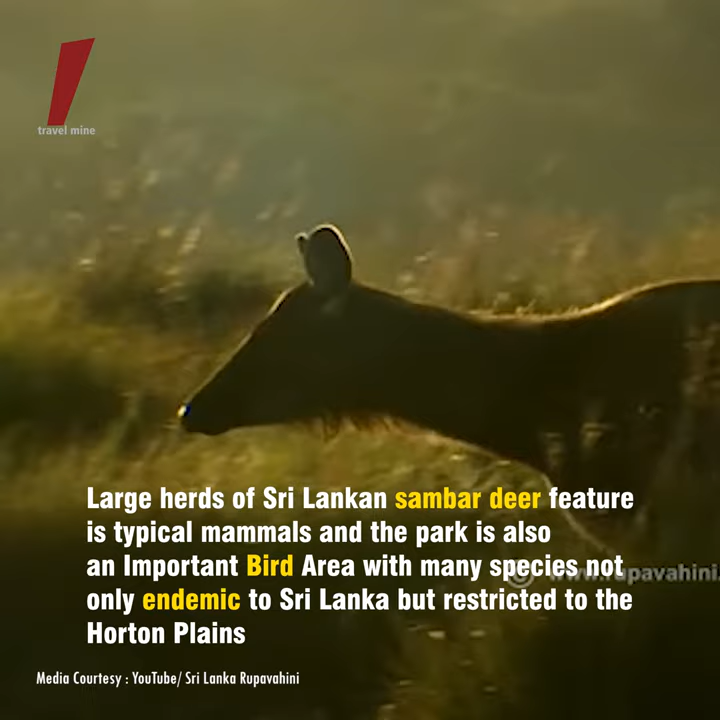 travel mine
Large herds of Sri Lankan sambar deer feature
is typical mammals and the park is also
an Important Bird Area with many species not
only endemic to Sri Lanka but restricted to the
Horton Plains
www.rupavahini.
Media Courtesy : YouTube/ Sri Lanka Rupavahini